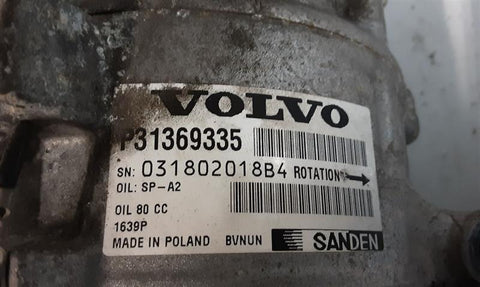 VOLVO
P31369335
SN: 031802018B4 ROTATION
OIL: SP-A2
OIL 80 CC
1639P
MADE IN POLAND BVNUN SANDEN